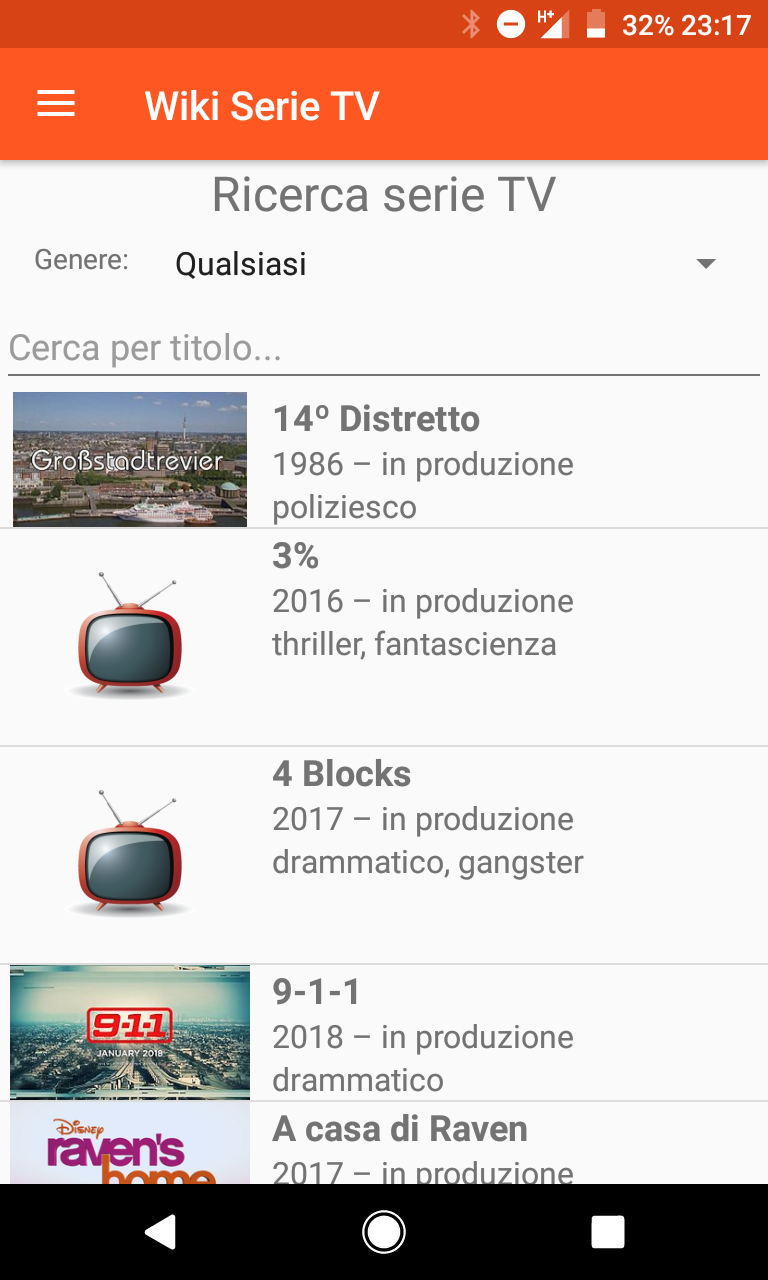 H+ 32% 23:17
Wiki Serie TV
Ricerca serie TV
Genere: Qualsiasi
Cerca per titolo...
Großstadtrevier
14º Distretto
1986 – in produzione
poliziesco
3%
2016 – in produzione
thriller, fantascienza
4 Blocks
2017 – in produzione
drammatico, gangster
9-1-1
JANUARY 2018
9-1-1
2018 – in produzione
drammatico
Disney
raven's
home
A casa di Raven
2017 – in produzione